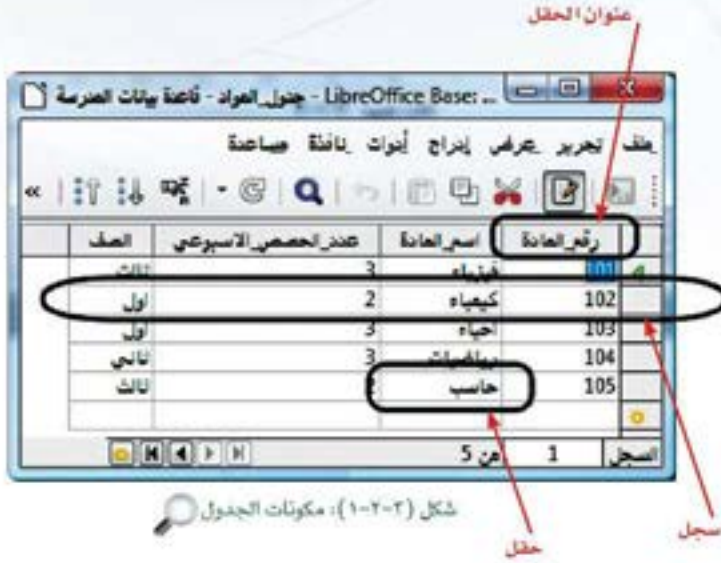 عنوان الحقل
LibreOffice Base: ... - جدول_المواد - قاعدة بيانات المدرسة
ملف تحرير عرض إدراج أدوات نافذة مساعدة
رقم_المادة اسم_المادة عدد_الحصص_الاسبوعي الصف
101 فيزياء 3 ثالث
102 كيمياء 2 اول
103 احياء 3 اول
104 رياضيات 3 ثاني
105 حاسب 2 ثالث
السجل 1 من 5
سجل
حقل
شكل (٢-٢-١): مكونات الجدول